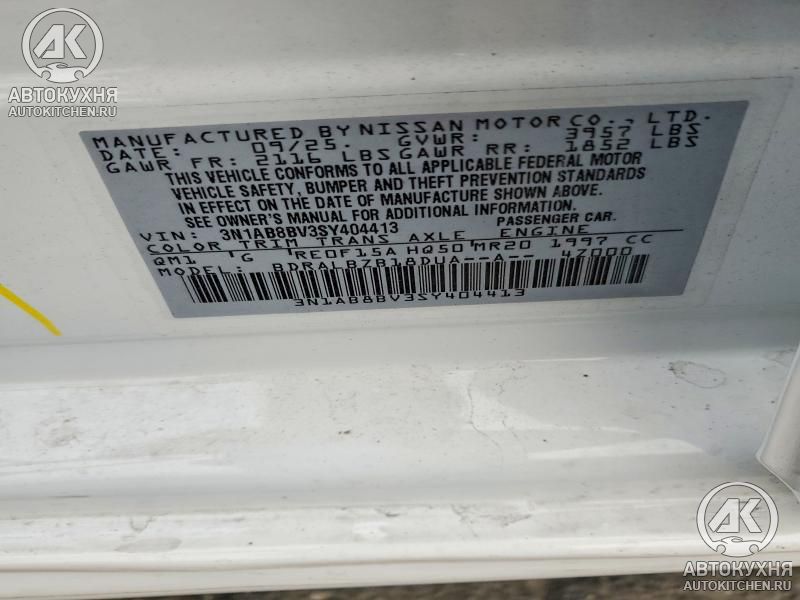 АК
АВТОКУХНЯ
AUTOKITCHEN.RU
MANUFACTURED BY NISSAN MOTOR CO., LTD.
DATE: 09/25. GVWR: 3957 LBS
GAWR FR: 2116 LBS GAWR RR: 1852 LBS
THIS VEHICLE CONFORMS TO ALL APPLICABLE FEDERAL MOTOR
VEHICLE SAFETY, BUMPER AND THEFT PREVENTION STANDARDS
IN EFFECT ON THE DATE OF MANUFACTURE SHOWN ABOVE.
SEE OWNER'S MANUAL FOR ADDITIONAL INFORMATION.
VIN: 3N1AB8BV3SY404413 PASSENGER CAR.
COLOR TRIM TRANS AXLE ENGINE
QM1 G RE0F15A HQ50 MR20 1997 CC
MODEL: BDRALBZB18DUA--A-- 47000
3N1AB8BV3SY404413
АК
АВТОКУХНЯ
AUTOKITCHEN.RU